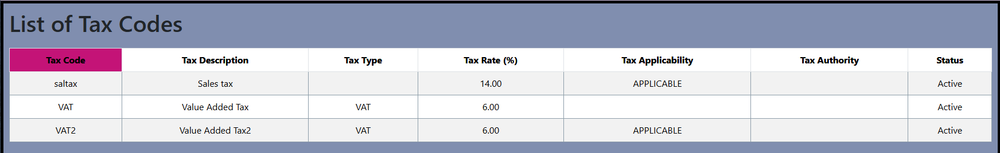 List of Tax Codes
Tax Code Tax Description Tax Type Tax Rate (%) Tax Applicability Tax Authority Status
saltax Sales tax 14.00 APPLICABLE Active
VAT Value Added Tax VAT 6.00 Active
VAT2 Value Added Tax2 VAT 6.00 APPLICABLE Active